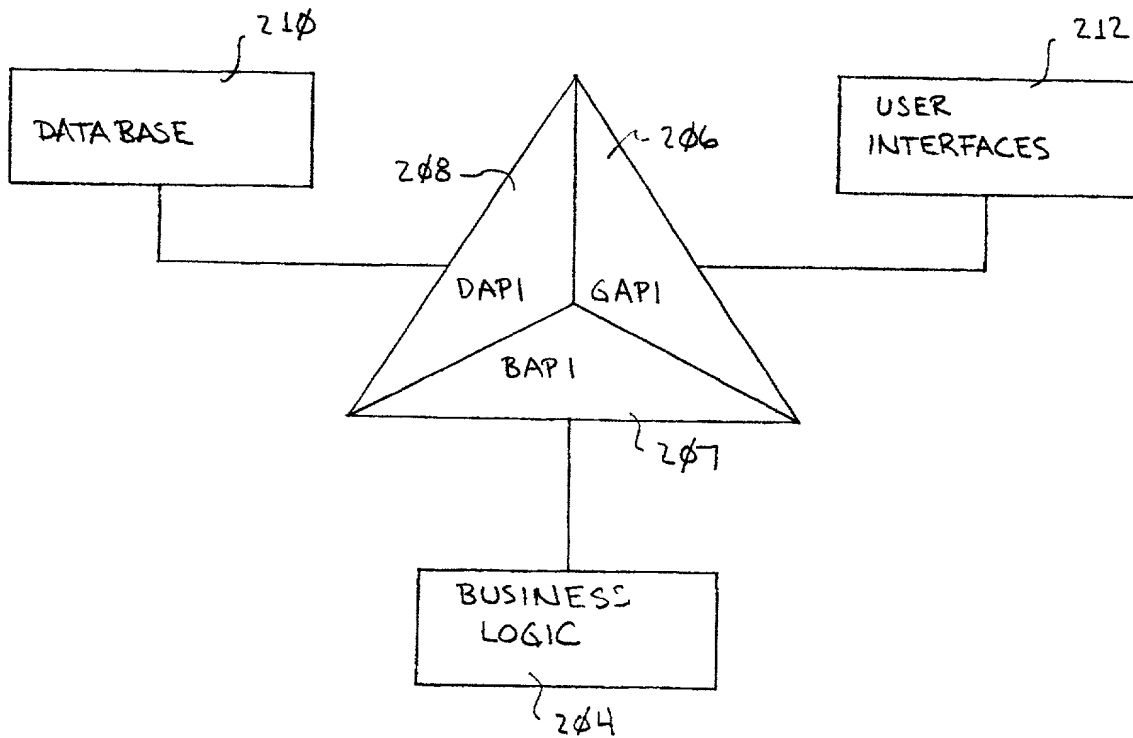 210
212
DATABASE
USER
INTERFACES
206
208
DAPI
GAPI
BAPI
207
BUSINESS
LOGIC
204